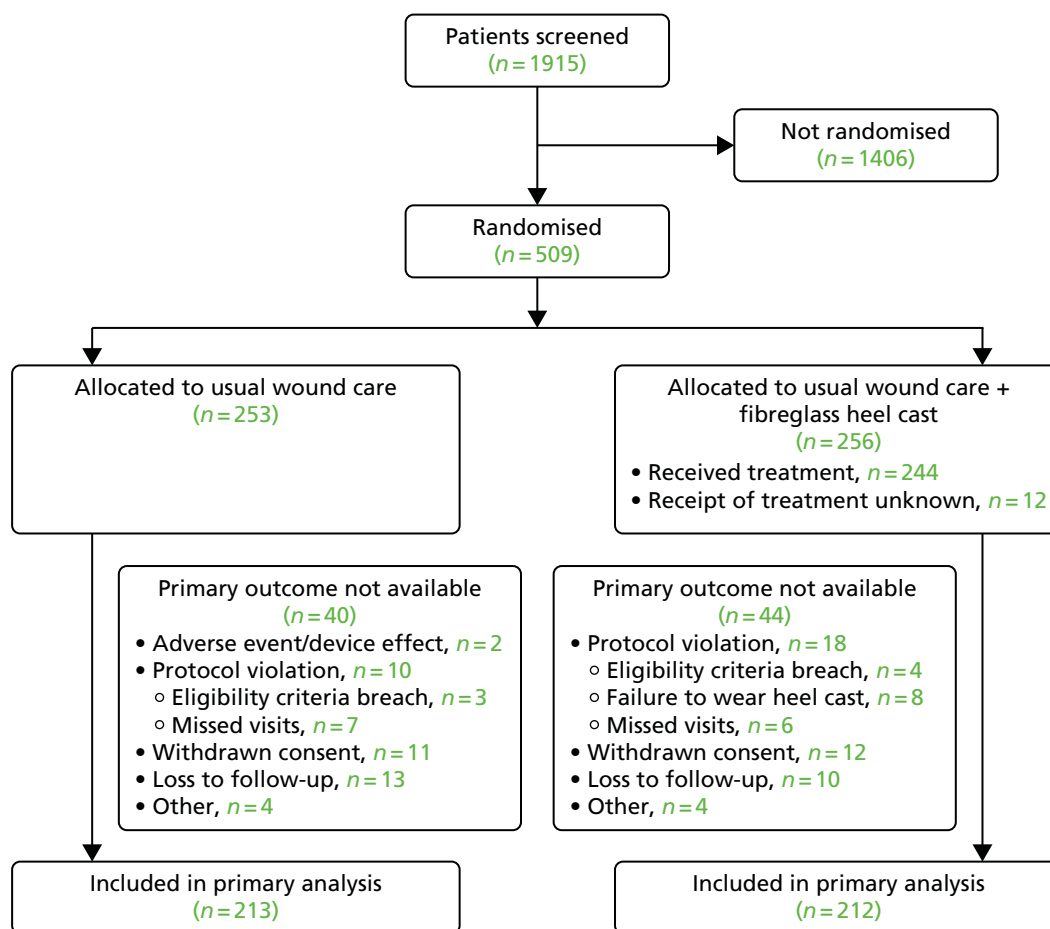 Patients screened
(n = 1915)
Not randomised
(n = 1406)
Randomised
(n = 509)
Allocated to usual wound care
(n = 253)
Allocated to usual wound care +
fibreglass heel cast
(n = 256)
• Received treatment, n = 244
• Receipt of treatment unknown, n = 12
Primary outcome not available
(n = 40)
• Adverse event/device effect, n = 2
• Protocol violation, n = 10
○ Eligibility criteria breach, n = 3
○ Missed visits, n = 7
• Withdrawn consent, n = 11
• Loss to follow-up, n = 13
• Other, n = 4
Primary outcome not available
(n = 44)
• Protocol violation, n = 18
○ Eligibility criteria breach, n = 4
○ Failure to wear heel cast, n = 8
○ Missed visits, n = 6
• Withdrawn consent, n = 12
• Loss to follow-up, n = 10
• Other, n = 4
Included in primary analysis
(n = 213)
Included in primary analysis
(n = 212)